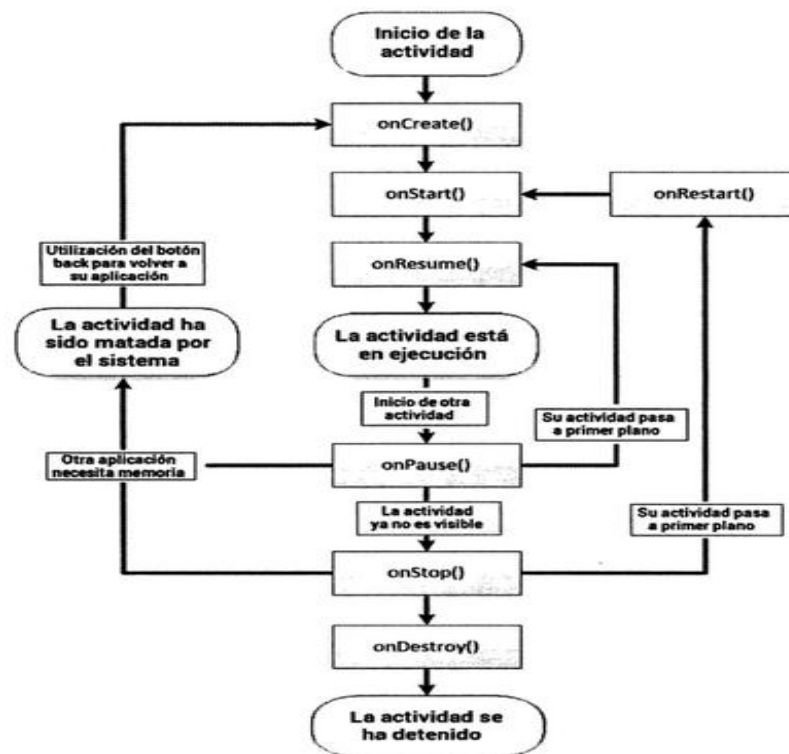 Inicio de la
actividad
onCreate()
onStart()
onRestart()
Utilización del botón
back para volver a
su aplicación
onResume()
La actividad ha
sido matada por
el sistema
La actividad está
en ejecución
Inicio de otra
actividad
Su actividad pasa
a primer plano
Otra aplicación
necesita memoria
onPause()
La actividad
ya no es visible
Su actividad pasa
a primer plano
onStop()
onDestroy()
La actividad se
ha detenido